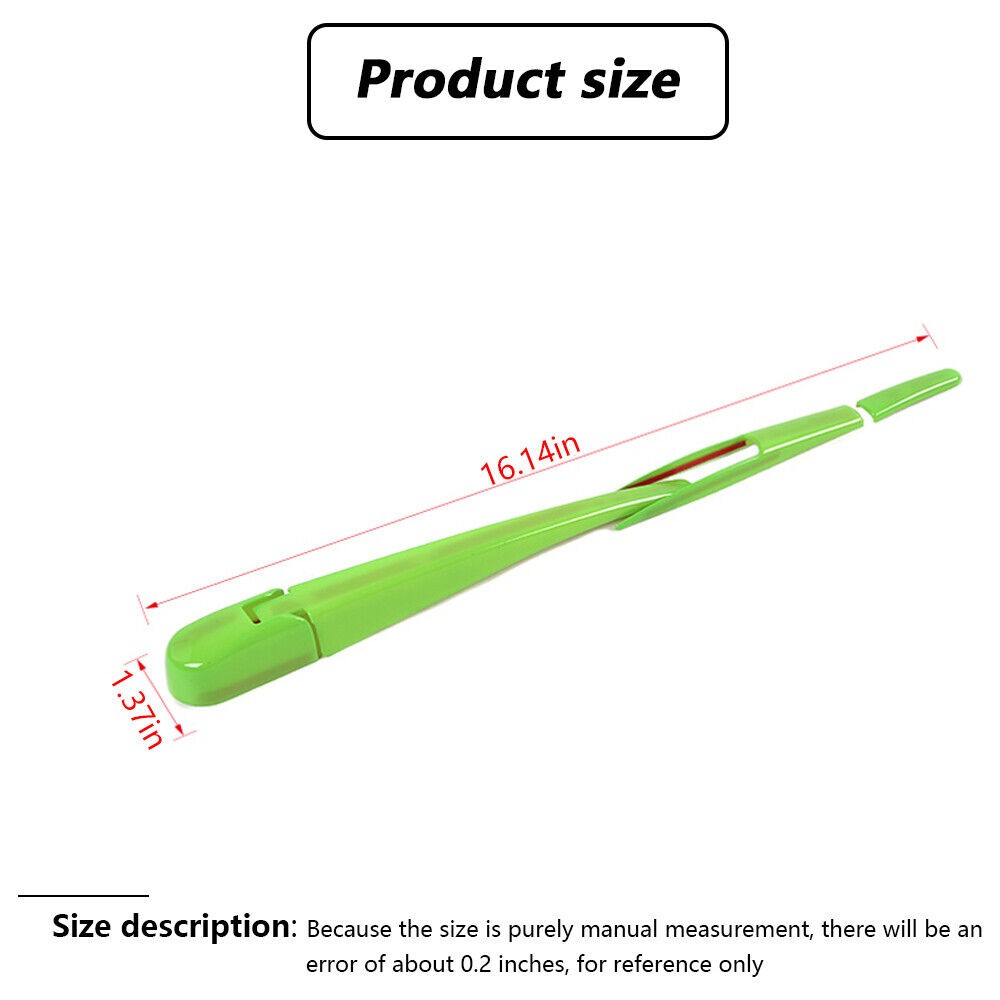 Product size
16.14in
1.37in
Size description: Because the size is purely manual measurement, there will be an
error of about 0.2 inches, for reference only